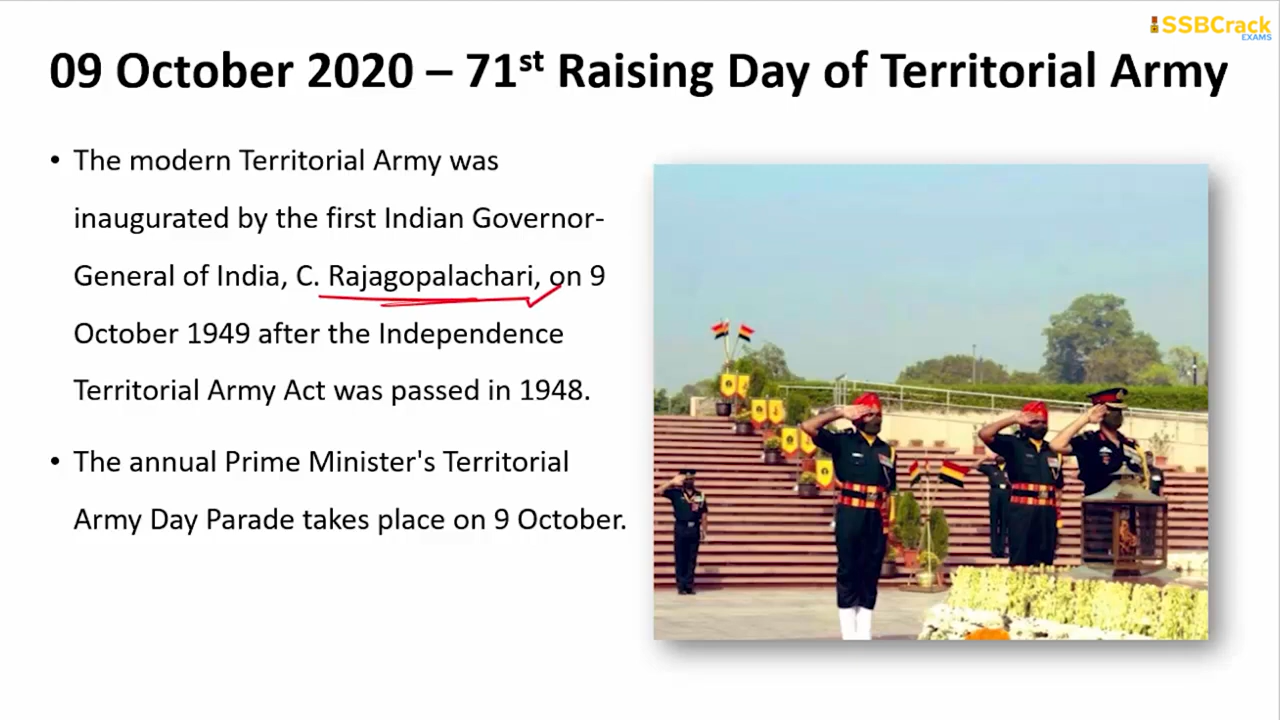 SSBCrack
EXAMS
09 October 2020 – 71st Raising Day of Territorial Army
• The modern Territorial Army was
inaugurated by the first Indian Governor-
General of India, C. Rajagopalachari, on 9
October 1949 after the Independence
Territorial Army Act was passed in 1948.
• The annual Prime Minister's Territorial
Army Day Parade takes place on 9 October.